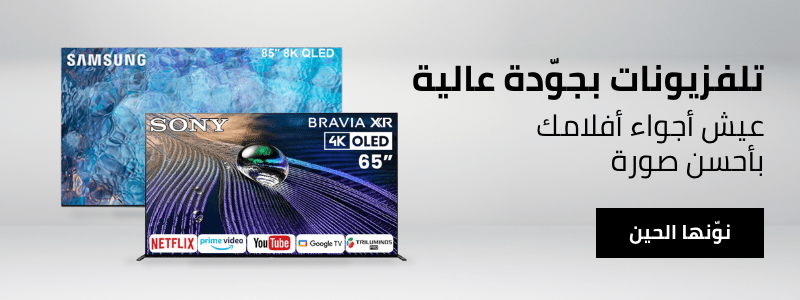 تلفزيونات بجوّدة عالية
عيش أجواء أفلامك
بأحسن صورة
نوّنها الحين
SAMSUNG
85" 8K QLED
SONY
BRAVIA XR
4K OLED
65"
NETFLIX
prime video
YouTube
Google TV
TRILUMINOS PRO